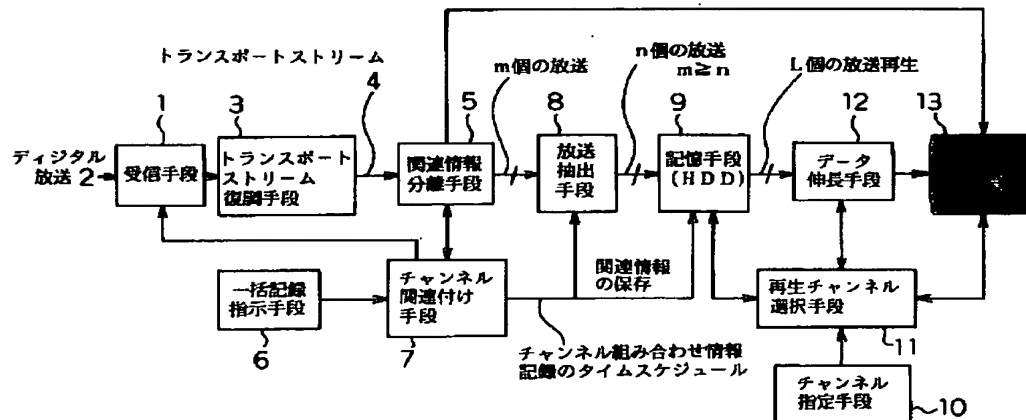 トランスポートストリーム
4
m個の放送
n個の放送
m≧n
L個の放送再生
1
3
5
8
9
12
13
ディジタル
放送2
受信手段
トランスポート
ストリーム
復調手段
関連情報
分離手段
放送
抽出
手段
記憶手段
(HDD)
データ
伸長手段
一括記録
指示手段
6
チャンネル
関連付け
手段
7
関連情報
の保存
チャンネル組み合わせ情報
記録のタイムスケジュール
再生チャンネル
選択手段
11
チャンネル
指定手段
10